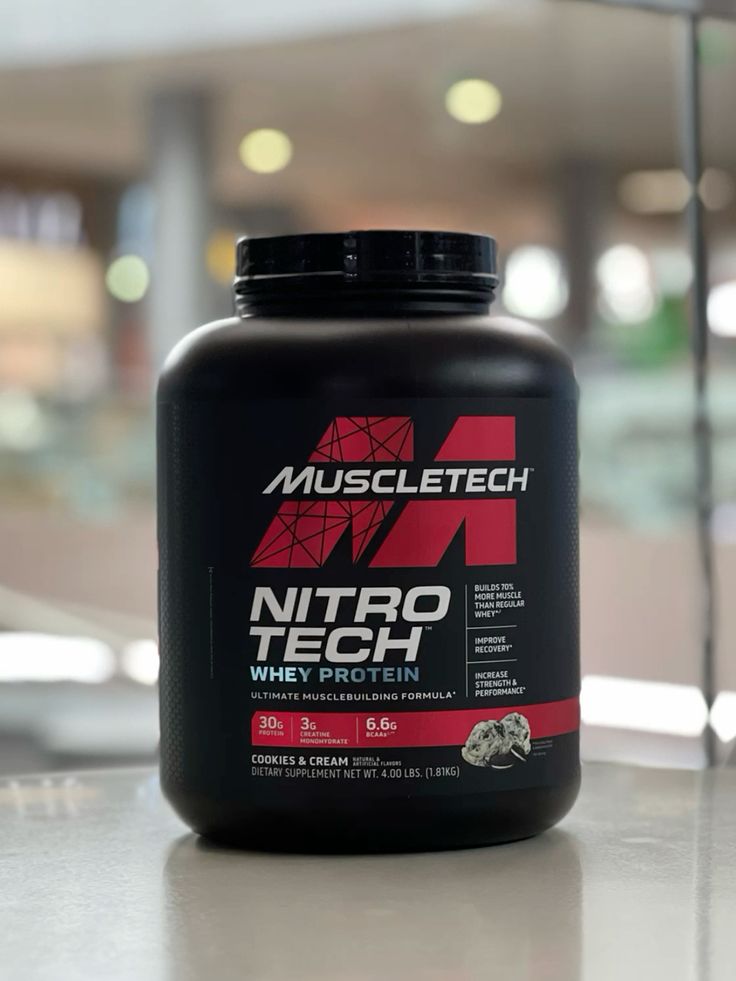 MUSCLETECH™
NITRO
TECH™
WHEY PROTEIN
ULTIMATE MUSCLEBUILDING FORMULA*
BUILDS 70%
MORE MUSCLE
THAN REGULAR
WHEY*
IMPROVE
RECOVERY*
INCREASE
STRENGTH &
PERFORMANCE*
30G
PROTEIN
3G
CREATINE
MONOHYDRATE
6.6G
BCAAs
COOKIES & CREAM NATURAL &
ARTIFICIAL FLAVORS
DIETARY SUPPLEMENT NET WT. 4.00 LBS. (1.81KG)